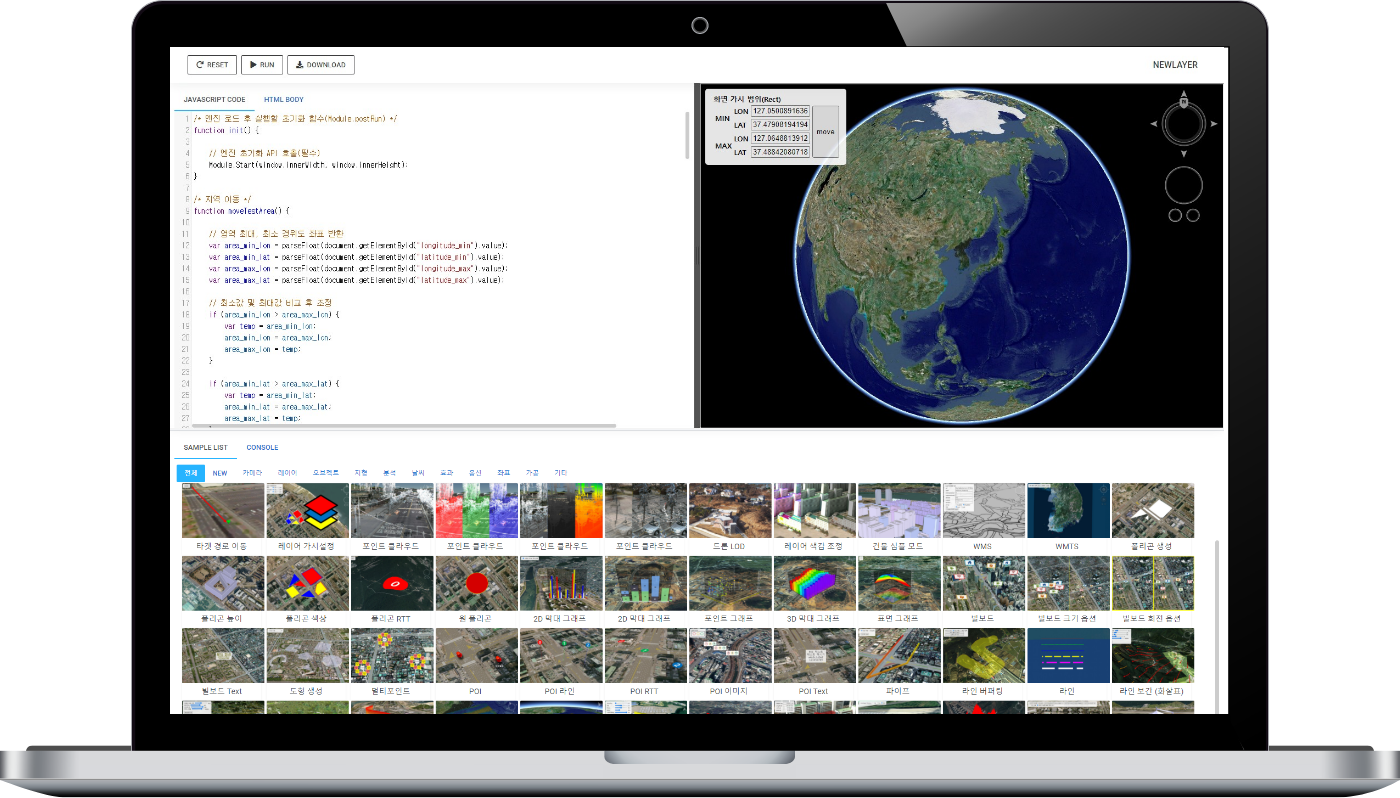 RESET RUN DOWNLOAD NEWLAYER
JAVASCRIPT CODE HTML BODY
1 /* 엔진 로드 후 실행할 초기화 함수(Module.postRun) */
2 function init() {
3
4 // 엔진 초기화 API 호출(필수)
5 Module.Start(window.innerWidth, window.innerHeight);
6 }
7
8 /* 지역 이동 */
9 function moveTestArea() {
10
11 // 영역 최대, 최소 경위도 좌표 반환
12 var area_min_lon = parseFloat(document.getElementById("longitude_min").value);
13 var area_min_lat = parseFloat(document.getElementById("latitude_min").value);
14 var area_max_lon = parseFloat(document.getElementById("longitude_max").value);
15 var area_max_lat = parseFloat(document.getElementById("latitude_max").value);
16
17 // 최소값 및 최대값 비교 후 조정
18 if (area_min_lon > area_max_lon) {
19 var temp = area_min_lon;
20 area_min_lon = area_max_lon;
21 area_max_lon = temp;
22 }
23
24 if (area_min_lat > area_max_lat) {
25 var temp = area_min_lat;
26 area_min_lat = area_max_lat;
27 area_max_lat = temp;
화면 가시 범위(Rect)
MIN LON 127.0500891636
LAT 37.47908194194
MAX LON 127.0648813912
LAT 37.48842080718
move
SAMPLE LIST CONSOLE
전체 NEW 카메라 레이어 오브젝트 지형 분석 날씨 효과 통신 좌표 가공 기타
타겟 경로 이동 레이어 가시설정 포인트 클라우드 포인트 클라우드 포인트 클라우드 포인트 클라우드 드론 LOD 레이어 색감 조정 건물 심플 모드 WMS WMTS 폴리곤 생성
폴리곤 높이 폴리곤 색상 폴리곤 RTT 원 폴리곤 2D 막대 그래프 2D 막대 그래프 포인트 그래프 3D 막대 그래프 표면 그래프 빌보드 빌보드 크기 옵션 빌보드 회전 옵션
빌보드 Text 도형 생성 멀티포인트 POI POI 라인 POI RTT POI 이미지 POI Text 파이프 라인 버퍼링 라인 라인 보간 (화살표)